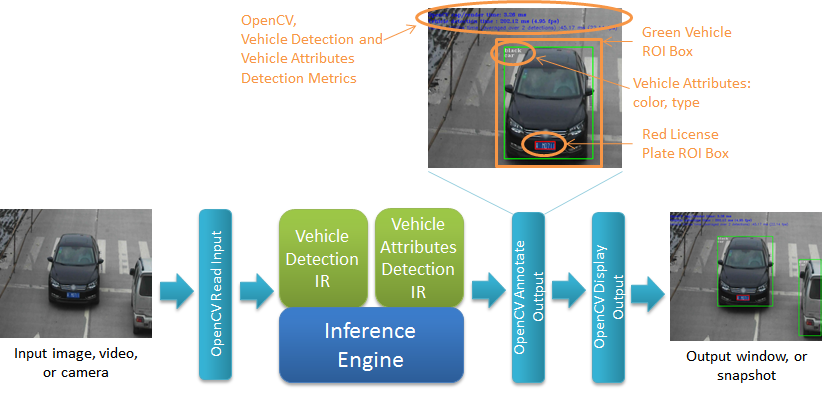 OpenCV,
Vehicle Detection and
Vehicle Attributes
Detection Metrics
black
car
Green Vehicle
ROI Box
Vehicle Attributes:
color, type
Red License
Plate ROI Box
Input image, video,
or camera
OpenCV Read Input
Vehicle
Detection
IR
Vehicle
Attributes
Detection
IR
Inference
Engine
OpenCV Annotate
Outtput
OpenCV Display
Output
Output window, or
snapshot